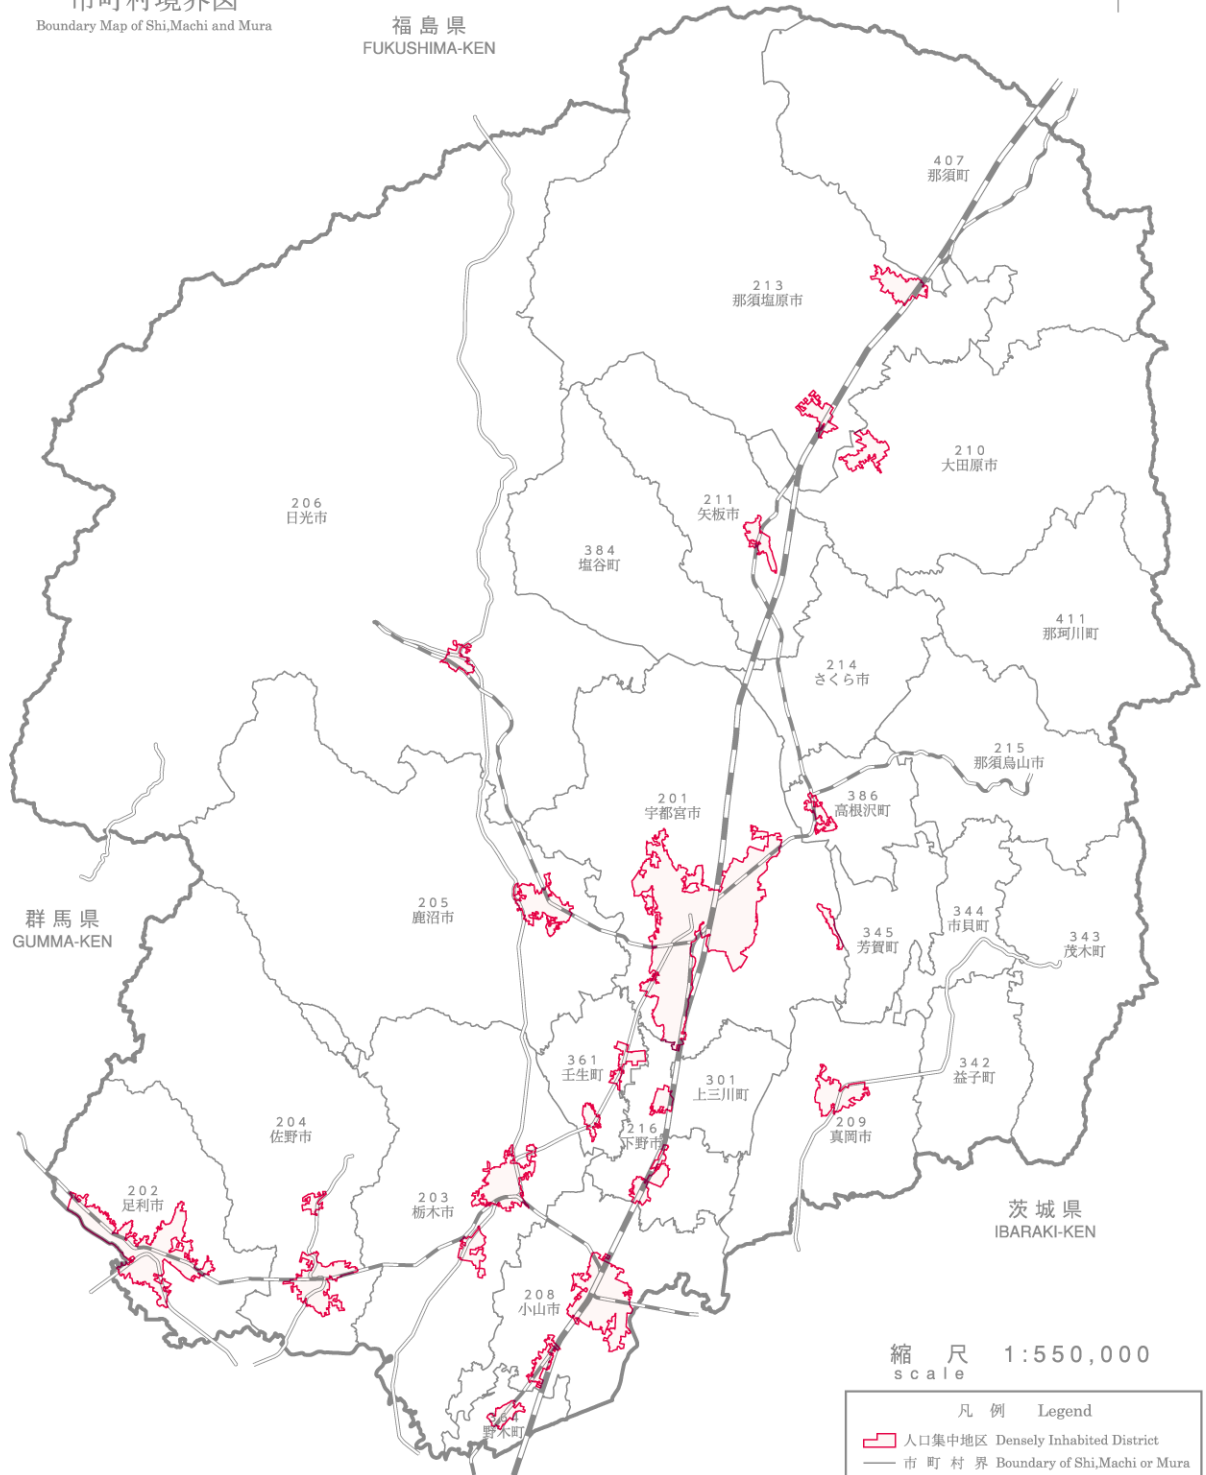 市町村境界図
Boundary Map of Shi,Machi and Mura
福島県
FUKUSHIMA-KEN
407
那須町
213
那須塩原市
210
大田原市
211
矢板市
206
日光市
384
塩谷町
411
那珂川町
214
さくら市
215
那須烏山市
386
高根沢町
201
宇都宮市
205
鹿沼市
群馬県
GUMMA-KEN
344
市貝町
345
芳賀町
343
茂木町
361
壬生町
301
上三川町
342
益子町
204
佐野市
216
下野市
209
真岡市
202
足利市
203
栃木市
茨城県
IBARAKI-KEN
208
小山市
縮尺 1:550,000
scale
野木町
凡例 Legend
人口集中地区 Densely Inhabited District
市町村界 Boundary of Shi,Machi or Mura